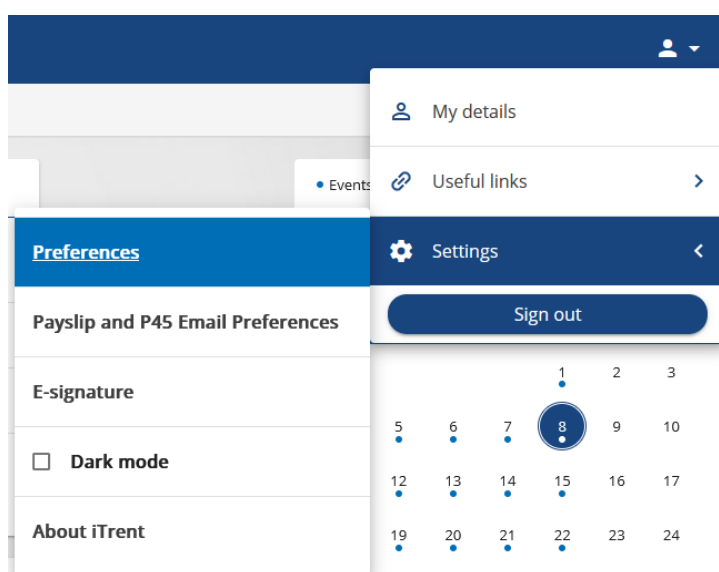 My details
• Events
Useful links
Preferences
Settings
Payslip and P45 Email Preferences
Sign out
E-signature
Dark mode
About iTrent
1 2 3
5 6 7 8 9 10
12 13 14 15 16 17
19 20 21 22 23 24